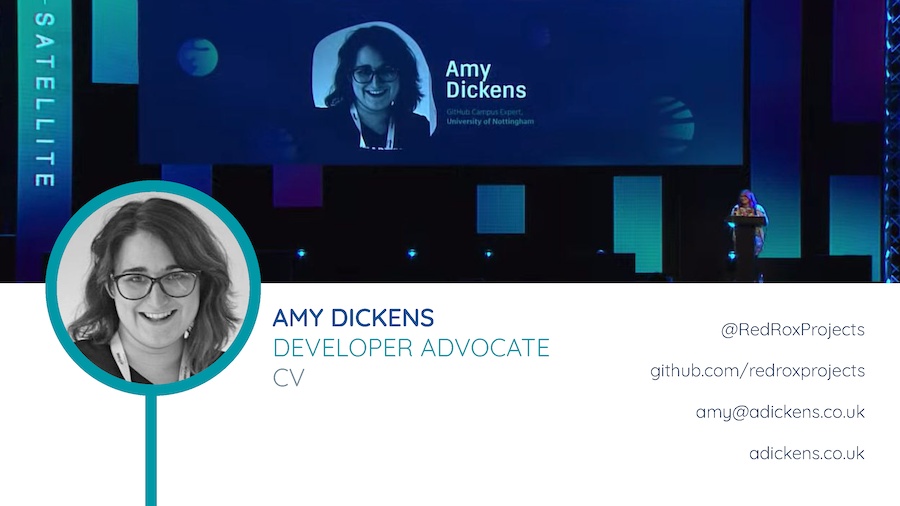 SATELLITE
Amy
Dickens
GitHub Campus Expert,
University of Nottingham
AMY DICKENS
DEVELOPER ADVOCATE
CV
@RedRoxProjects
github.com/redroxprojects
amy@adickens.co.uk
adickens.co.uk